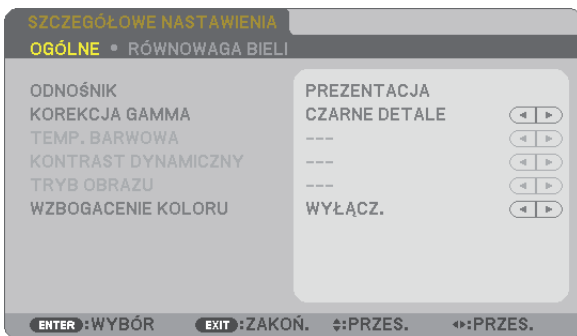 SZCZEGÓŁOWE NASTAWIENIA
OGÓLNE • RÓWNOWAGA BIELI
ODNOŚNIK PREZENTACJA
KOREKCJA GAMMA CZARNE DETALE
TEMP. BARWOWA ---
KONTRAST DYNAMICZNY ---
TRYB OBRAZU ---
WZBOGACENIE KOLORU WYŁĄCZ.
ENTER :WYBÓR EXIT :ZAKOŃ. :PRZES. :PRZES.